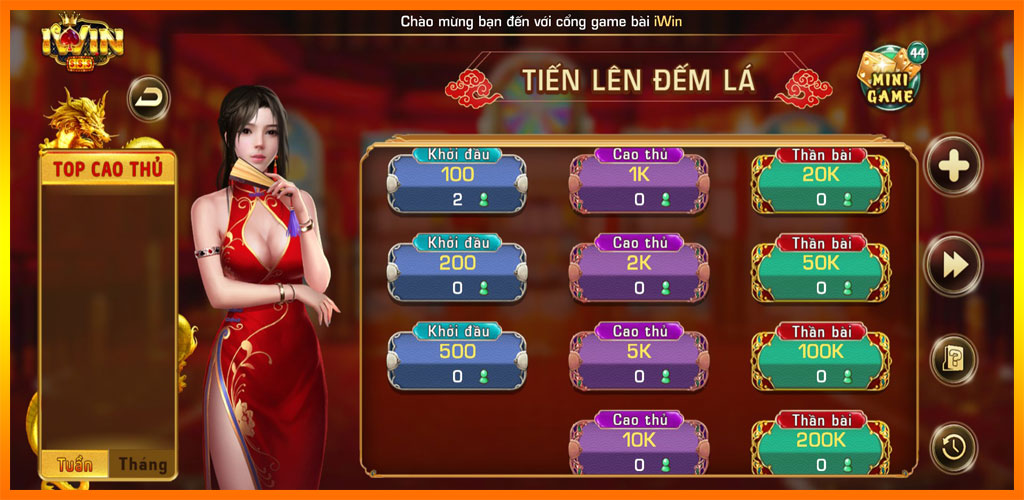 Chào mừng bạn đến với cổng game bài iWin
IWIN
TIẾN LÊN ĐẾM LÁ
44
MINI
GAME
TOP CAO THỦ
Khởi đầu
100
2
Cao thủ
1K
0
Thần bài
20K
0
Khởi đầu
200
0
Cao thủ
2K
0
Thần bài
50K
0
Khởi đầu
500
0
Cao thủ
5K
0
Thần bài
100K
0
Cao thủ
10K
0
Thần bài
200K
0
Tuần
Tháng